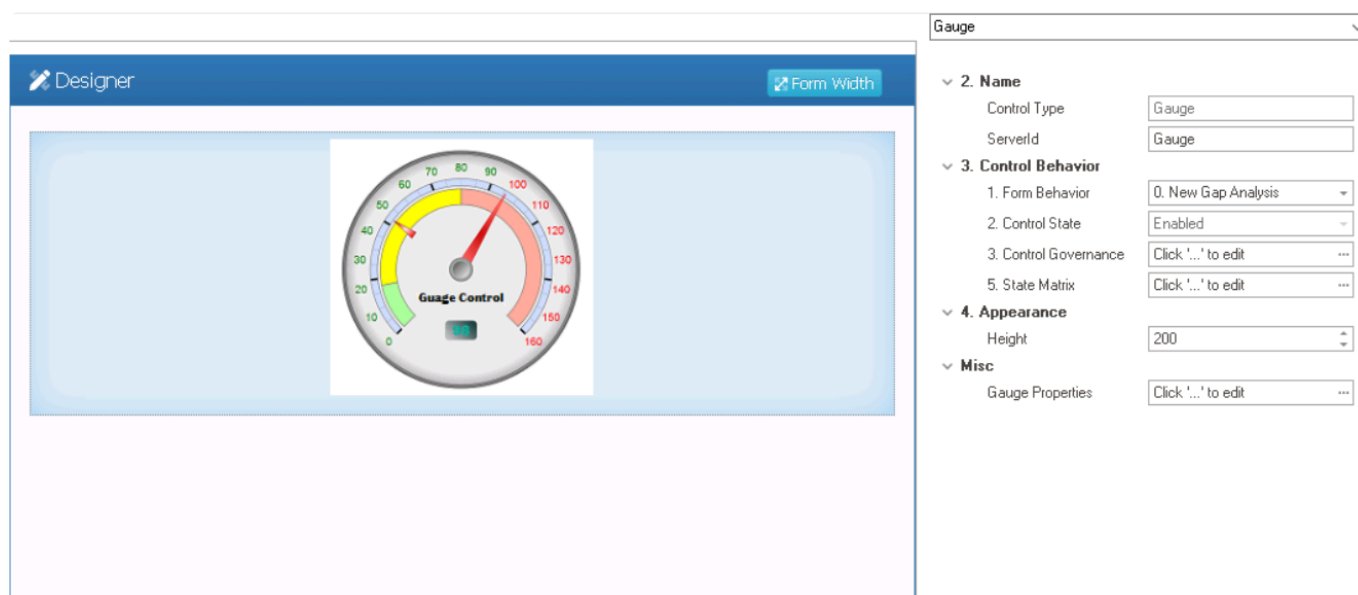 Gauge
Designer
Form Width
2. Name
Control Type
Gauge
ServerId
Gauge
3. Control Behavior
1. Form Behavior
0. New Gap Analysis
2. Control State
Enabled
3. Control Governance
Click '...' to edit
5. State Matrix
Click '...' to edit
4. Appearance
Height
200
Misc
Gauge Properties
Click '...' to edit
0
10
20
30
40
50
60
70
80
90
100
110
120
130
140
150
160
Guage Control
98